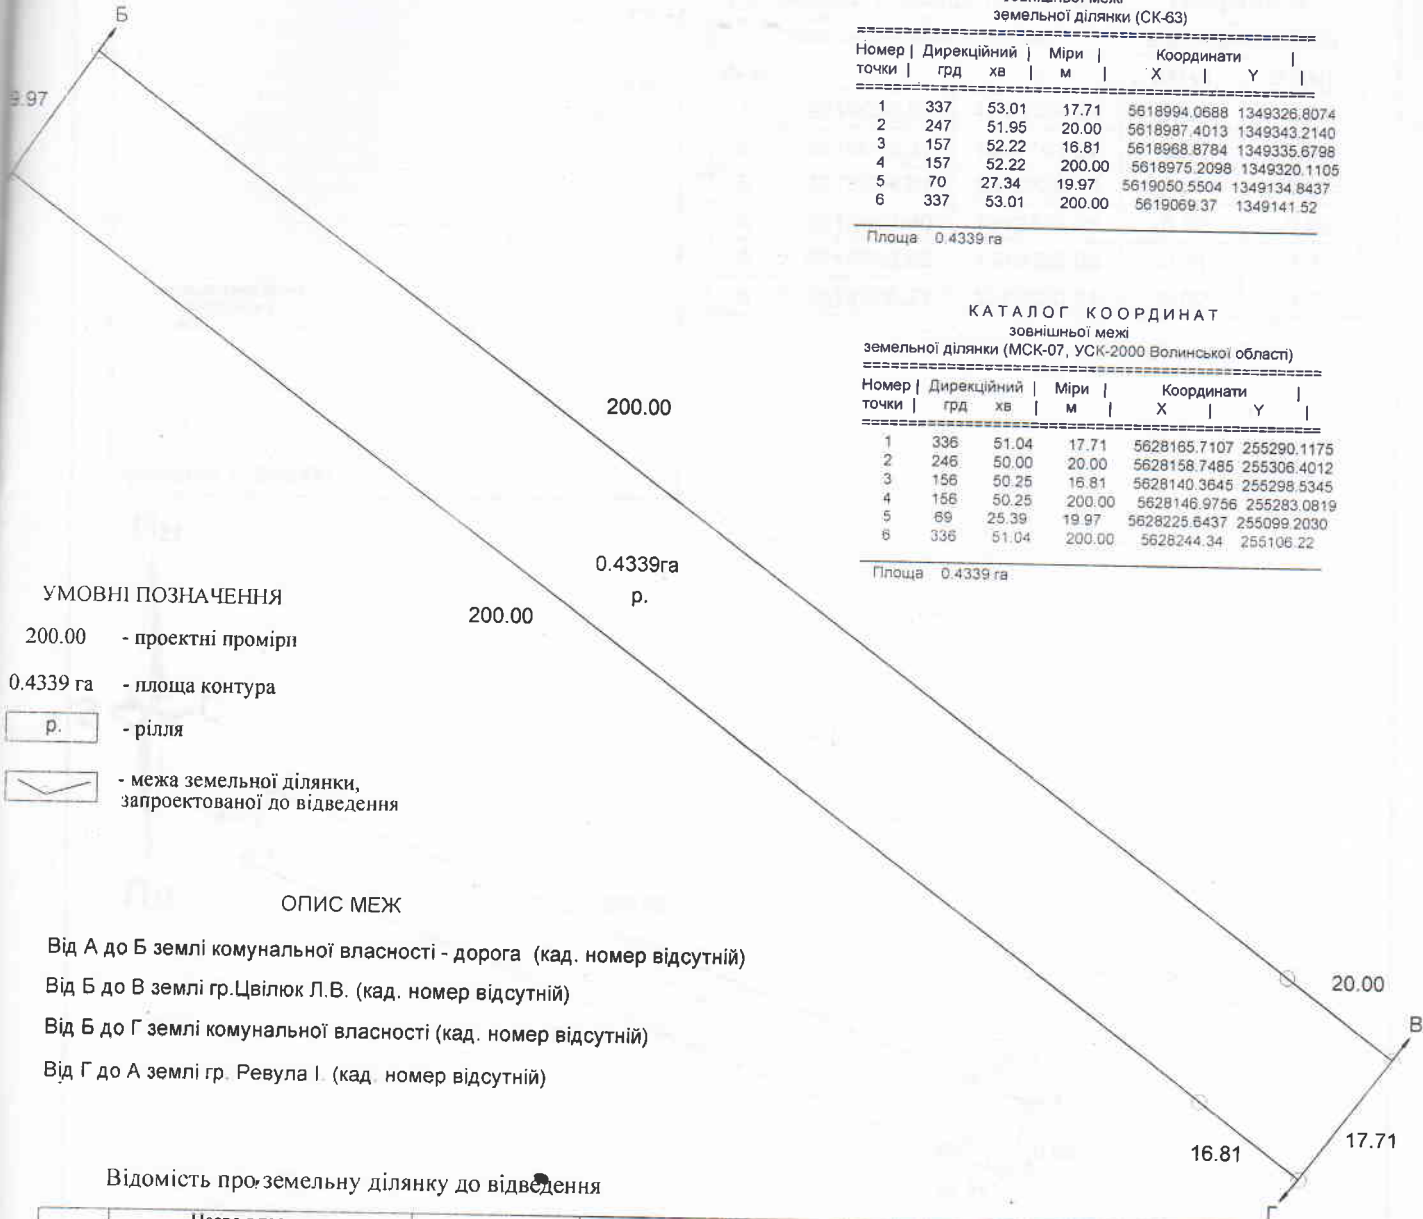 Б
9.97
земельної ділянки (СК-63)
Номер | Дирекційний | Міри | Координати |
точки | грд хв | м | X | Y |
1 337 53.01 17.71 5618994.0688 1349326.8074
2 247 51.95 20.00 5618987.4013 1349343.2140
3 157 52.22 16.81 5618968.8784 1349335.6798
4 157 52.22 200.00 5618975.2098 1349320.1105
5 70 27.34 19.97 5619050.5504 1349134.8437
6 337 53.01 200.00 5619069.37 1349141.52
Площа 0.4339 га
КАТАЛОГ КООРДИНАТ
зовнішньої межі
земельної ділянки (МСК-07, УСК-2000 Волинської області)
Номер | Дирекційний | Міри | Координати |
точки | грд хв | м | X | Y |
1 336 51.04 17.71 5628165.7107 255290.1175
2 246 50.00 20.00 5628158.7485 255306.4012
3 156 50.25 16.81 5628140.3645 255298.5345
4 156 50.25 200.00 5628146.9756 255283.0819
5 69 25.39 19.97 5628225.6437 255099.2030
6 336 51.04 200.00 5628244.34 255106.22
Площа 0.4339 га
200.00
0.4339га
р.
200.00
УМОВНІ ПОЗНАЧЕННЯ
200.00 - проектні проміри
0.4339 га - площа контура
р. - рілля
- межа земельної ділянки,
запроектованої до відведення
ОПИС МЕЖ
Від А до Б землі комунальної власності - дорога (кад. номер відсутній)
Від Б до В землі гр.Цвілюк Л.В. (кад. номер відсутній)
Від Б до Г землі комунальної власності (кад. номер відсутній)
Від Г до А землі гр. Ревула І. (кад. номер відсутній)
20.00
В
17.71
16.81
Г
Відомість про земельну ділянку до відведення